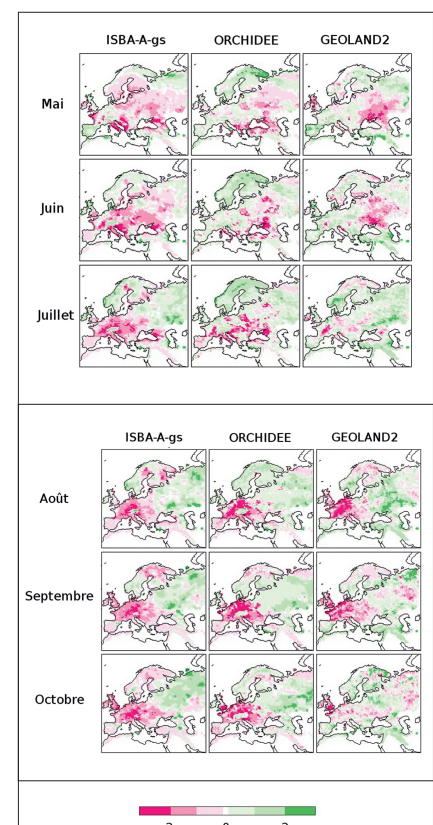 ISBA-A-gs ORCHIDEE GEOLAND2
Mai
Juin
Juillet
ISBA-A-gs ORCHIDEE GEOLAND2
Août
Septembre
Octobre